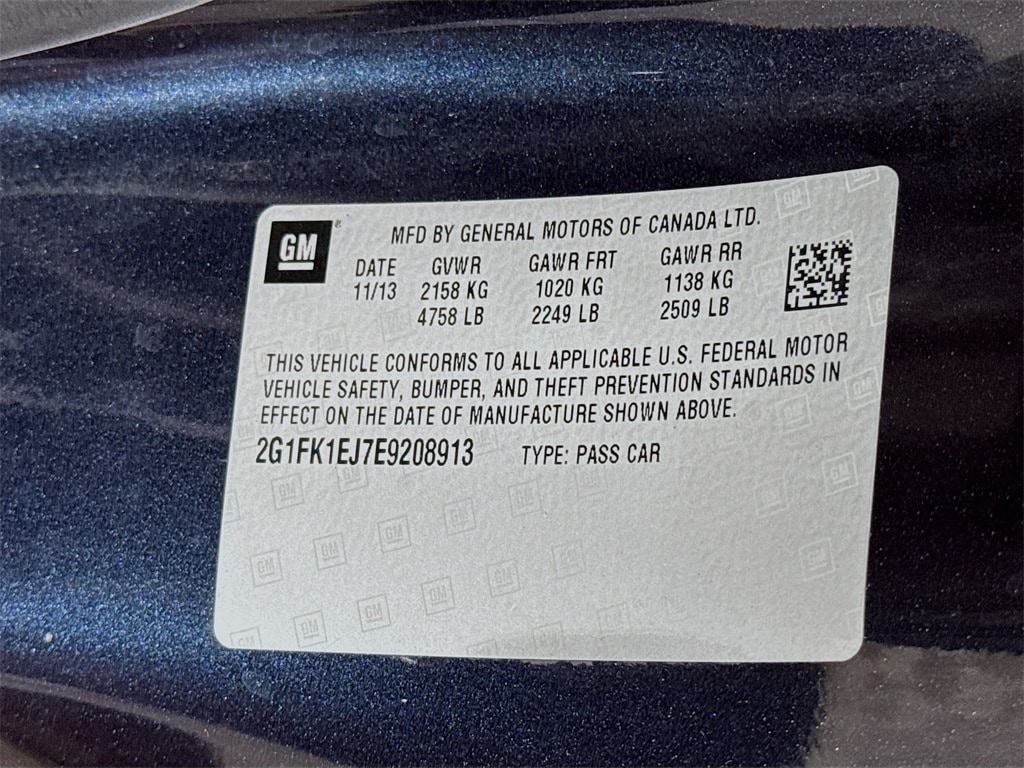 GM
MFD BY GENERAL MOTORS OF CANADA LTD.
DATE GVWR GAWR FRT GAWR RR
11/13 2158 KG 1020 KG 1138 KG
4758 LB 2249 LB 2509 LB
THIS VEHICLE CONFORMS TO ALL APPLICABLE U.S. FEDERAL MOTOR
VEHICLE SAFETY, BUMPER, AND THEFT PREVENTION STANDARDS IN
EFFECT ON THE DATE OF MANUFACTURE SHOWN ABOVE.
2G1FK1EJ7E9208913 TYPE: PASS CAR